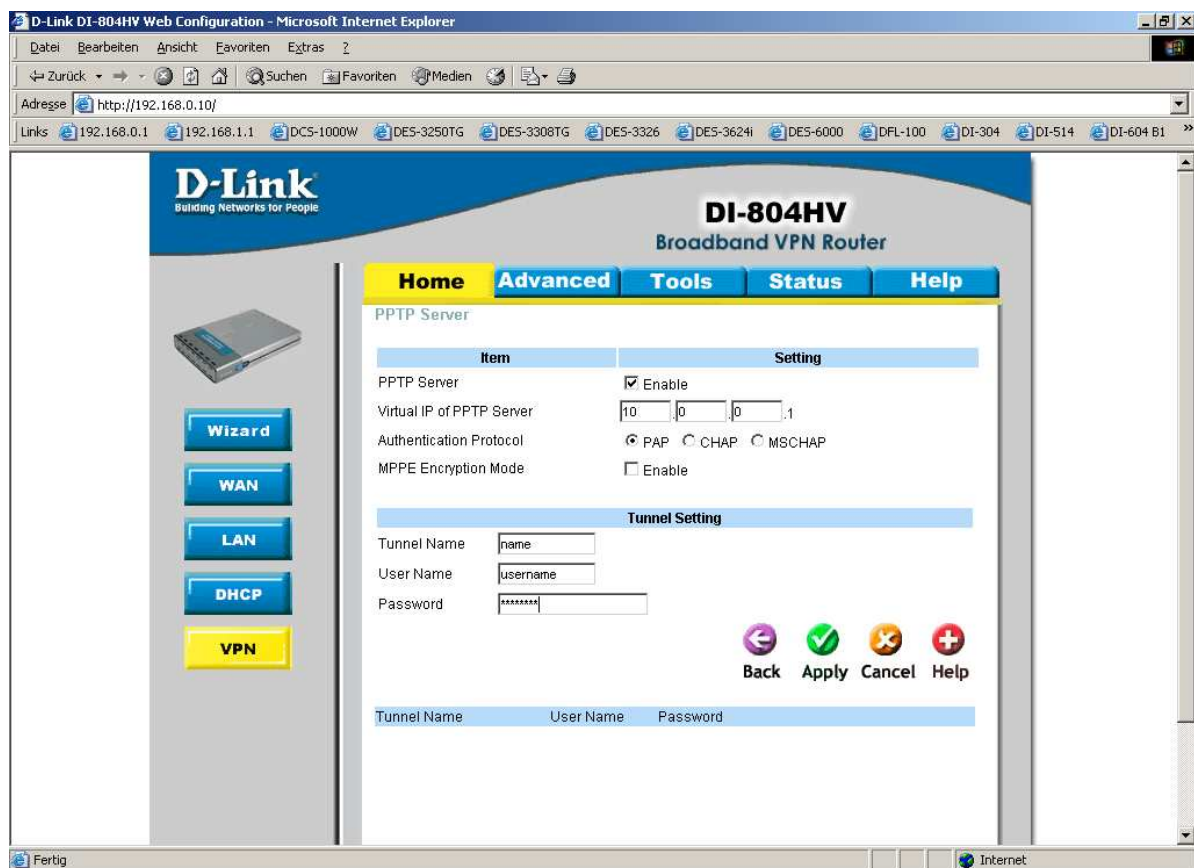 D-Link DI-804HV Web Configuration - Microsoft Internet Explorer
Datei Bearbeiten Ansicht Favoriten Extras ?
Zurück Suchen Favoriten Medien
Adresse http://192.168.0.10/
Links 192.168.0.1 192.168.1.1 DCS-1000W DES-3250TG DES-3308TG DES-3326 DES-3624i DES-6000 DFL-100 DI-304 DI-514 DI-604 B1 »
D-Link
Building Networks for People
DI-804HV
Broadband VPN Router
Home Advanced Tools Status Help
PPTP Server
Item Setting
PPTP Server Enable
Virtual IP of PPTP Server 10 .0 .0 .1
Authentication Protocol PAP CHAP MSCHAP
MPPE Encryption Mode Enable
Tunnel Setting
Tunnel Name name
User Name username
Password ********
Back Apply Cancel Help
Tunnel Name User Name Password
Wizard
WAN
LAN
DHCP
VPN
Fertig Internet